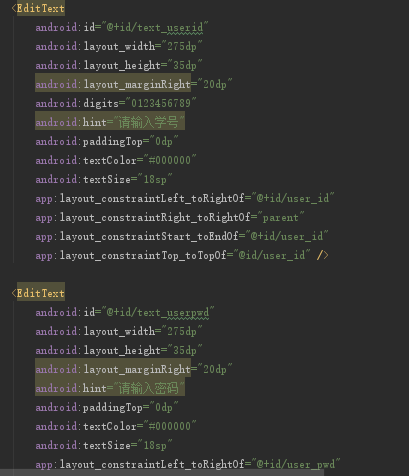 <EditText
android:id="@+id/text_userid"
android:layout_width="275dp"
android:layout_height="35dp"
android:layout_marginRight="20dp"
android:digits="0123456789"
android:hint="请输入学号"
android:paddingTop="0dp"
android:textColor="#000000"
android:textSize="18sp"
app:layout_constraintLeft_toRightOf="@+id/user_id"
app:layout_constraintRight_toRightOf="parent"
app:layout_constraintStart_toEndOf="@+id/user_id"
app:layout_constraintTop_toTopOf="@id/user_id" />
<EditText
android:id="@+id/text_userpwd"
android:layout_width="275dp"
android:layout_height="35dp"
android:layout_marginRight="20dp"
android:hint="请输入密码"
android:paddingTop="0dp"
android:textColor="#000000"
android:textSize="18sp"
app:layout_constraintLeft_toRightOf="@+id/user_pwd